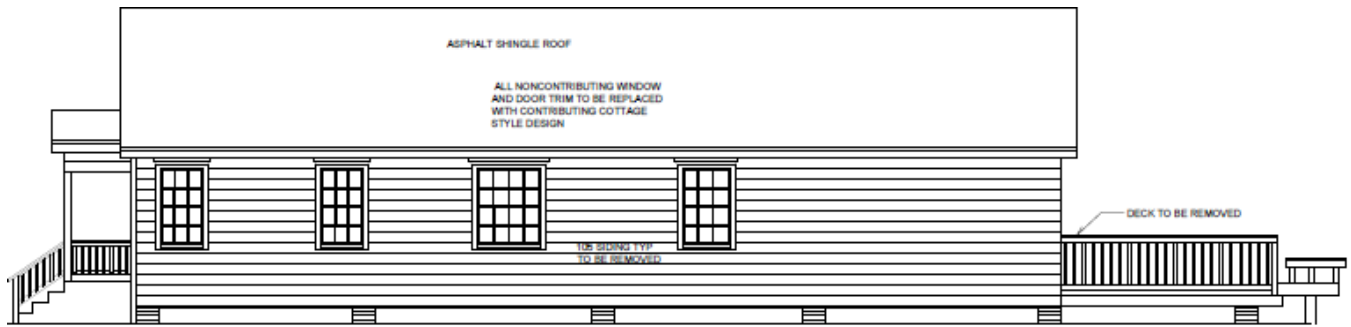 ASPHALT SHINGLE ROOF
ALL NONCONTRIBUTING WINDOW
AND DOOR TRIM TO BE REPLACED
WITH CONTRIBUTING COTTAGE
STYLE DESIGN
DECK TO BE REMOVED
105 SIDING TYP
TO BE REMOVED